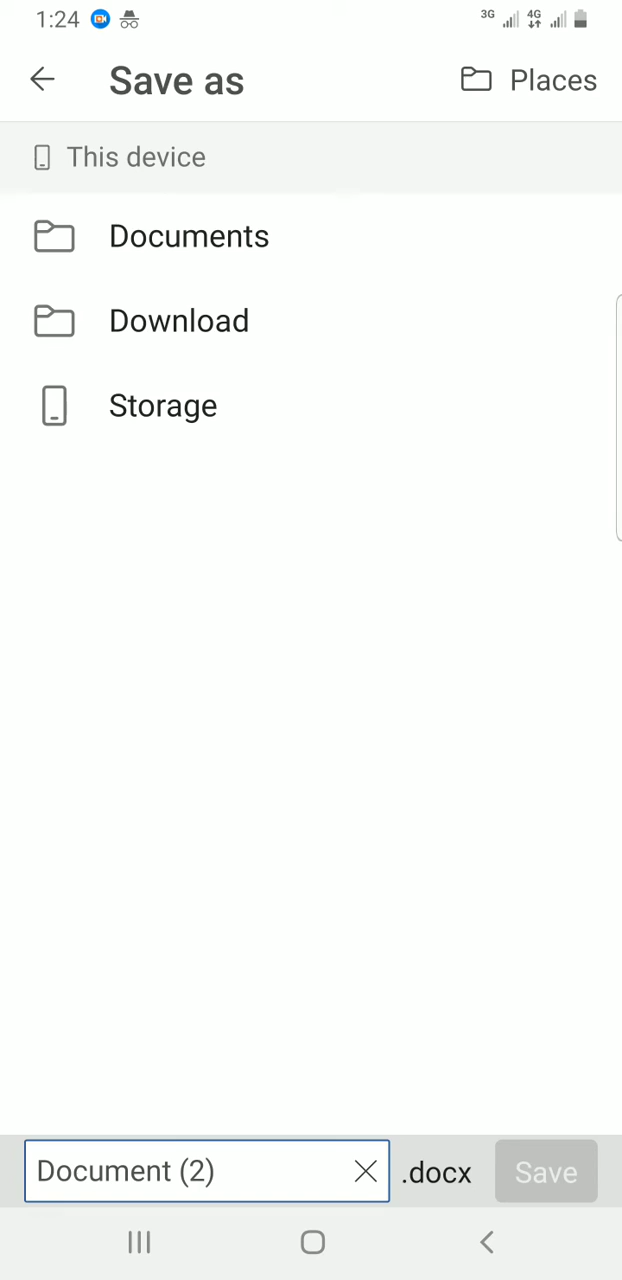 1:24 3G 4G
Save as Places
This device
Documents
Download
Storage
Document (2) .docx Save